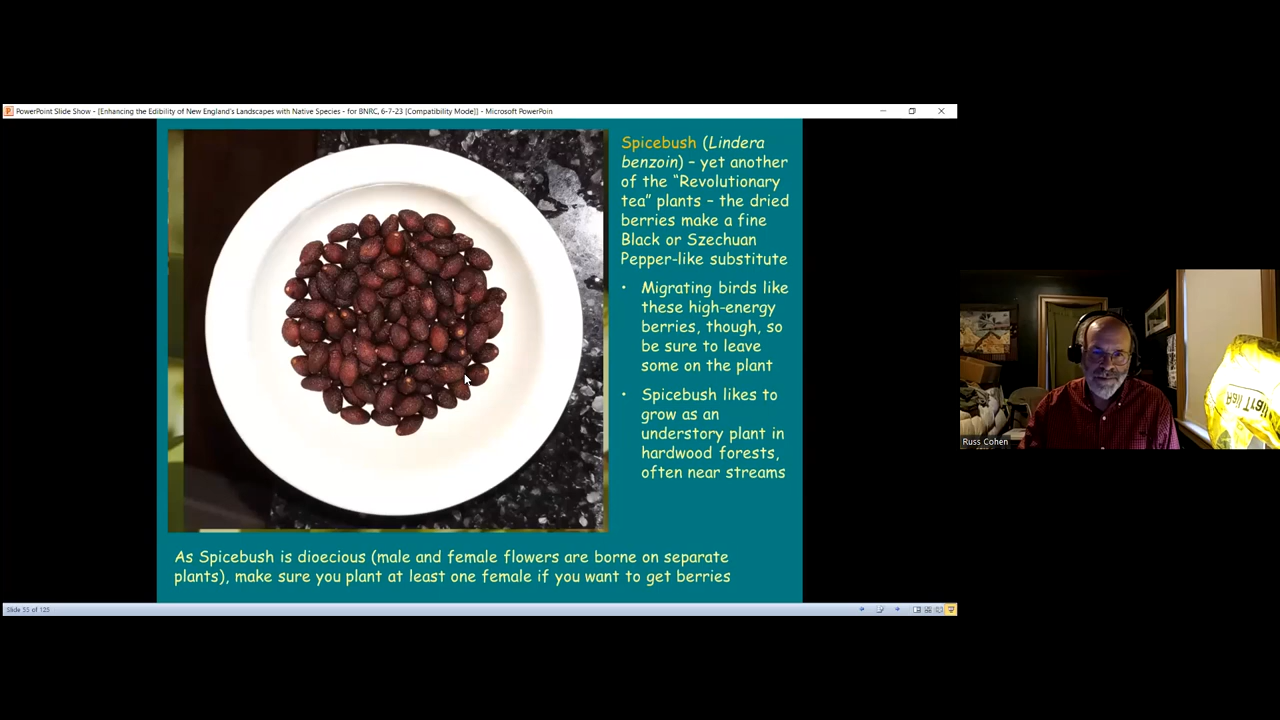 PowerPoint Slide Show - [Enhancing the Edibility of New England's Landscapes with Native Species - for BNRC, 6-7-23 [Compatibility Mode]] - Microsoft PowerPoin
Spicebush (Lindera
benzoin) – yet another
of the “Revolutionary
tea” plants – the dried
berries make a fine
Black or Szechuan
Pepper-like substitute
• Migrating birds like
these high-energy
berries, though, so
be sure to leave
some on the plant
• Spicebush likes to
grow as an
understory plant in
hardwood forests,
often near streams
As Spicebush is dioecious (male and female flowers are borne on separate
plants), make sure you plant at least one female if you want to get berries
Slide 55 of 125
Russ Cohen
Rail Trail